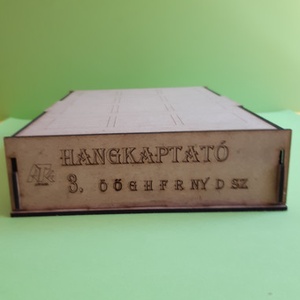 HANGKAPTATÓ
3. Ö Ő G H F R NY D SZ